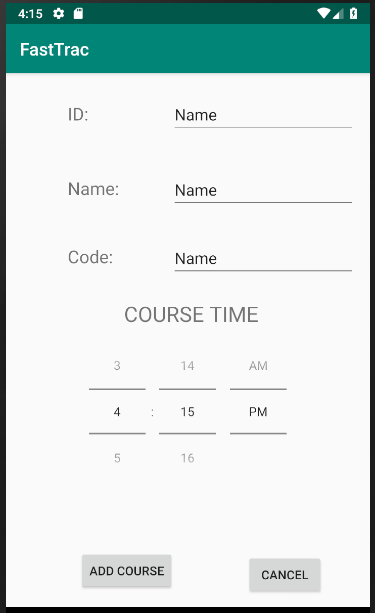 4:15
FastTrac
ID: Name
Name: Name
Code: Name
COURSE TIME
3 14 AM
4 : 15 PM
5 16
ADD COURSE CANCEL